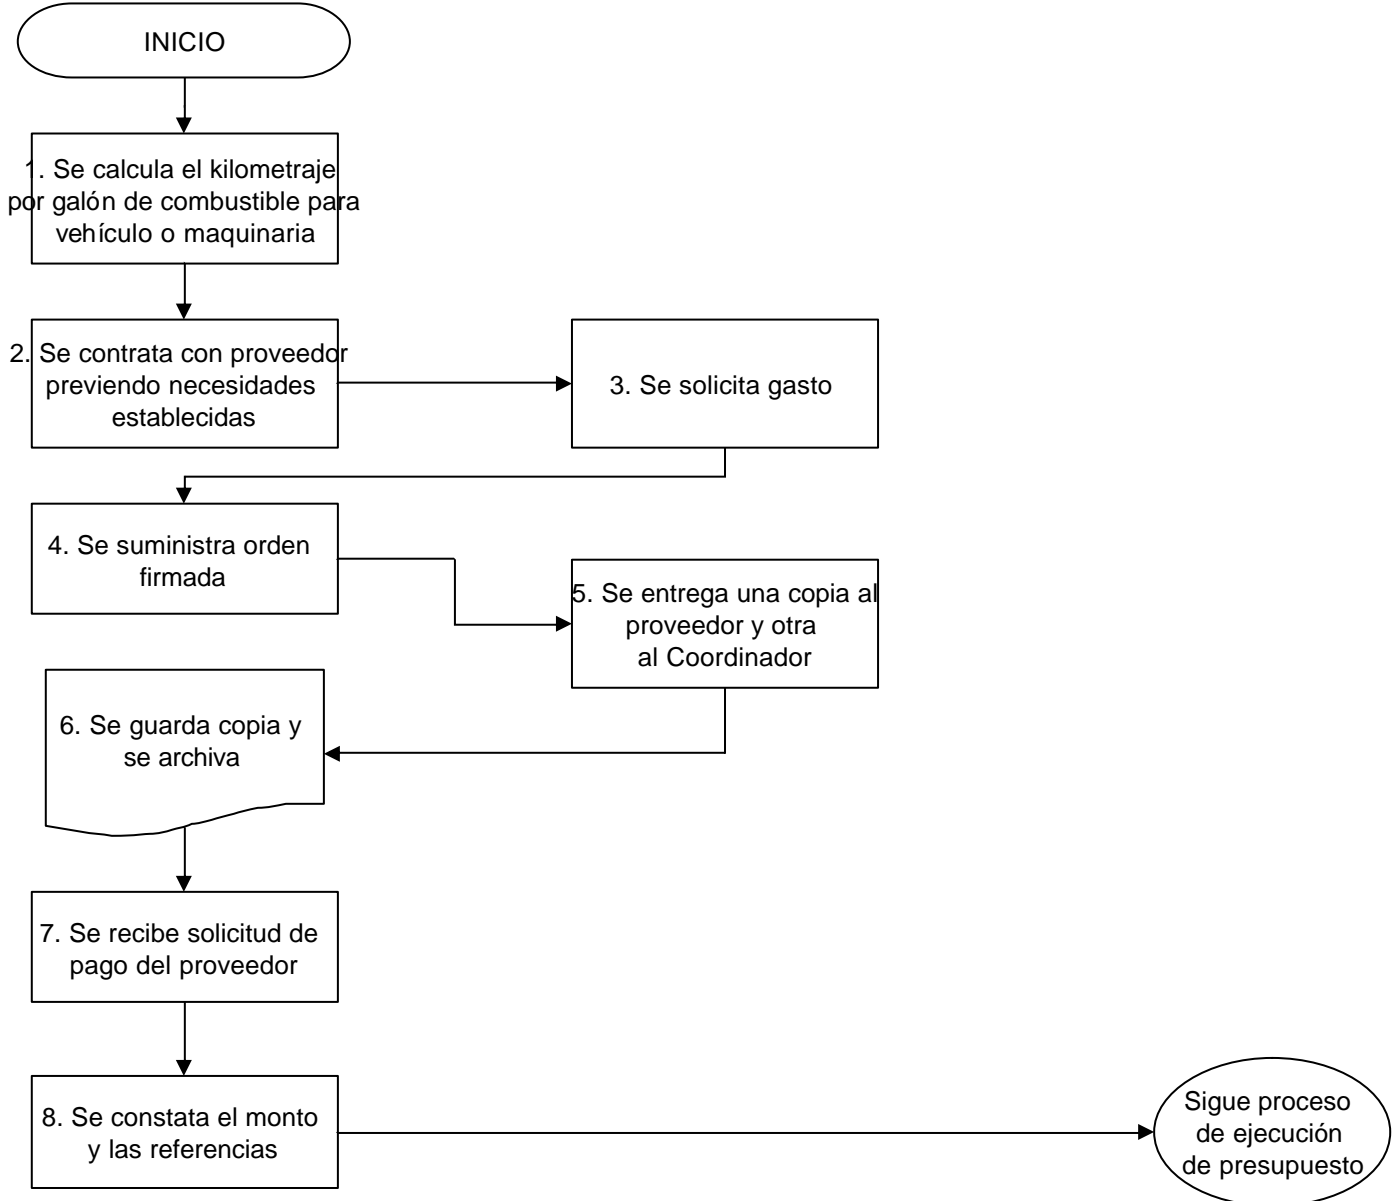 INICIO
1. Se calcula el kilometraje
por galón de combustible para
vehículo o maquinaria
2. Se contrata con proveedor
previendo necesidades
establecidas
3. Se solicita gasto
4. Se suministra orden
firmada
5. Se entrega una copia al
proveedor y otra
al Coordinador
6. Se guarda copia y
se archiva
7. Se recibe solicitud de
pago del proveedor
8. Se constata el monto
y las referencias
Sigue proceso
de ejecución
de presupuesto